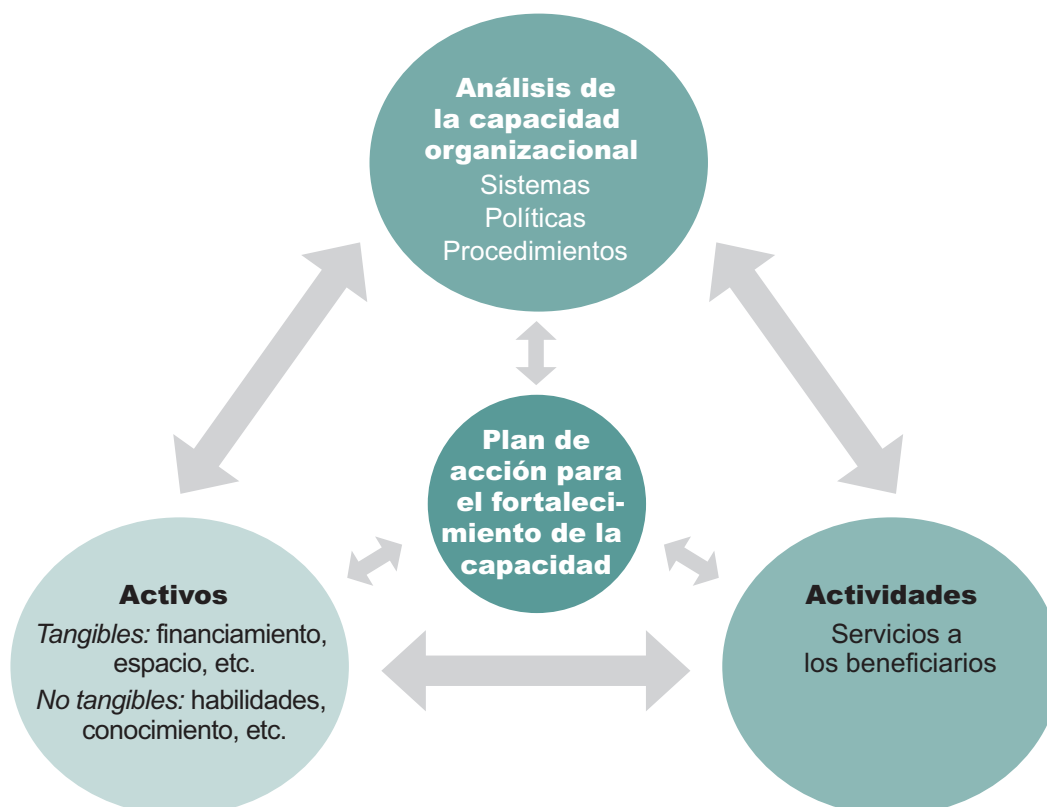 Análisis de
la capacidad
organizacional
Sistemas
Políticas
Procedimientos
Plan de
acción para
el fortaleci-
miento de la
capacidad
Activos
Tangibles: financiamiento,
espacio, etc.
No tangibles: habilidades,
conocimiento, etc.
Actividades
Servicios a
los beneficiarios